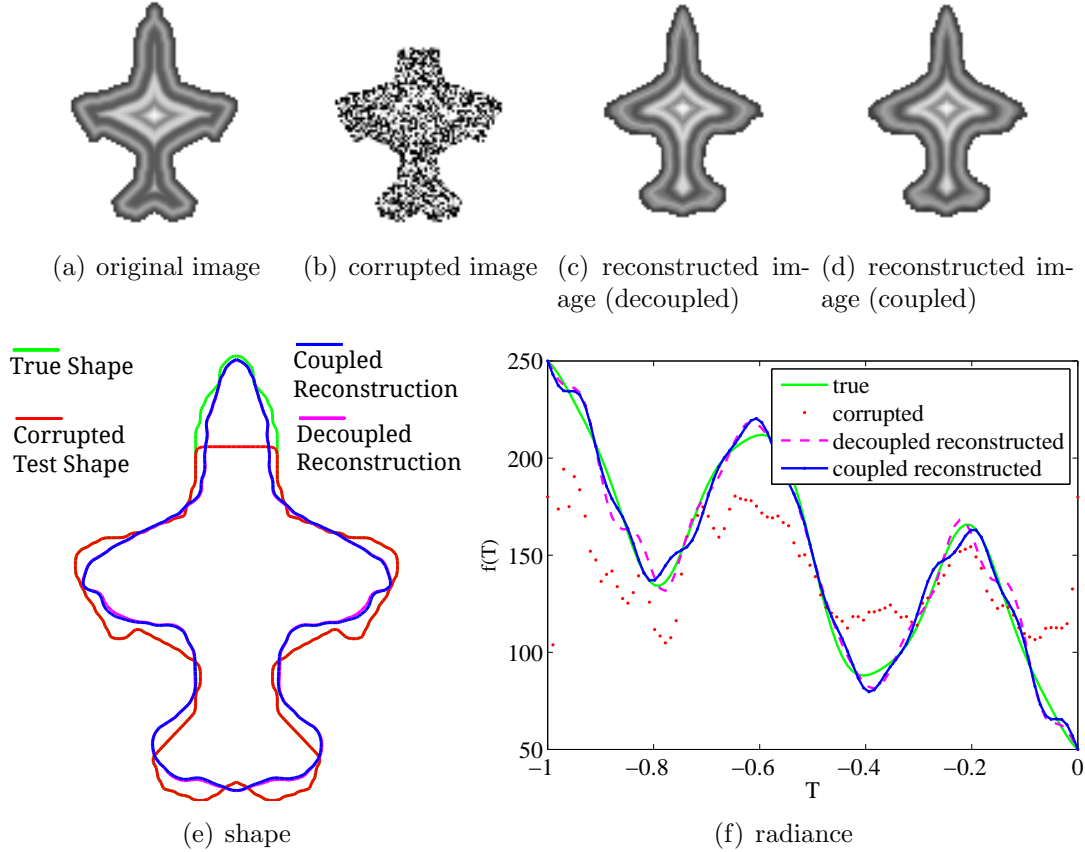 (a) original image
(b) corrupted image
(c) reconstructed im-
age (decoupled)
(d) reconstructed im-
age (coupled)
True Shape
Coupled
Reconstruction
Corrupted
Test Shape
Decoupled
Reconstruction
(e) shape
250
200
150
100
50
f(T)
−1
−0.8
−0.6
−0.4
−0.2
0
T
true
corrupted
decoupled reconstructed
coupled reconstructed
(f) radiance